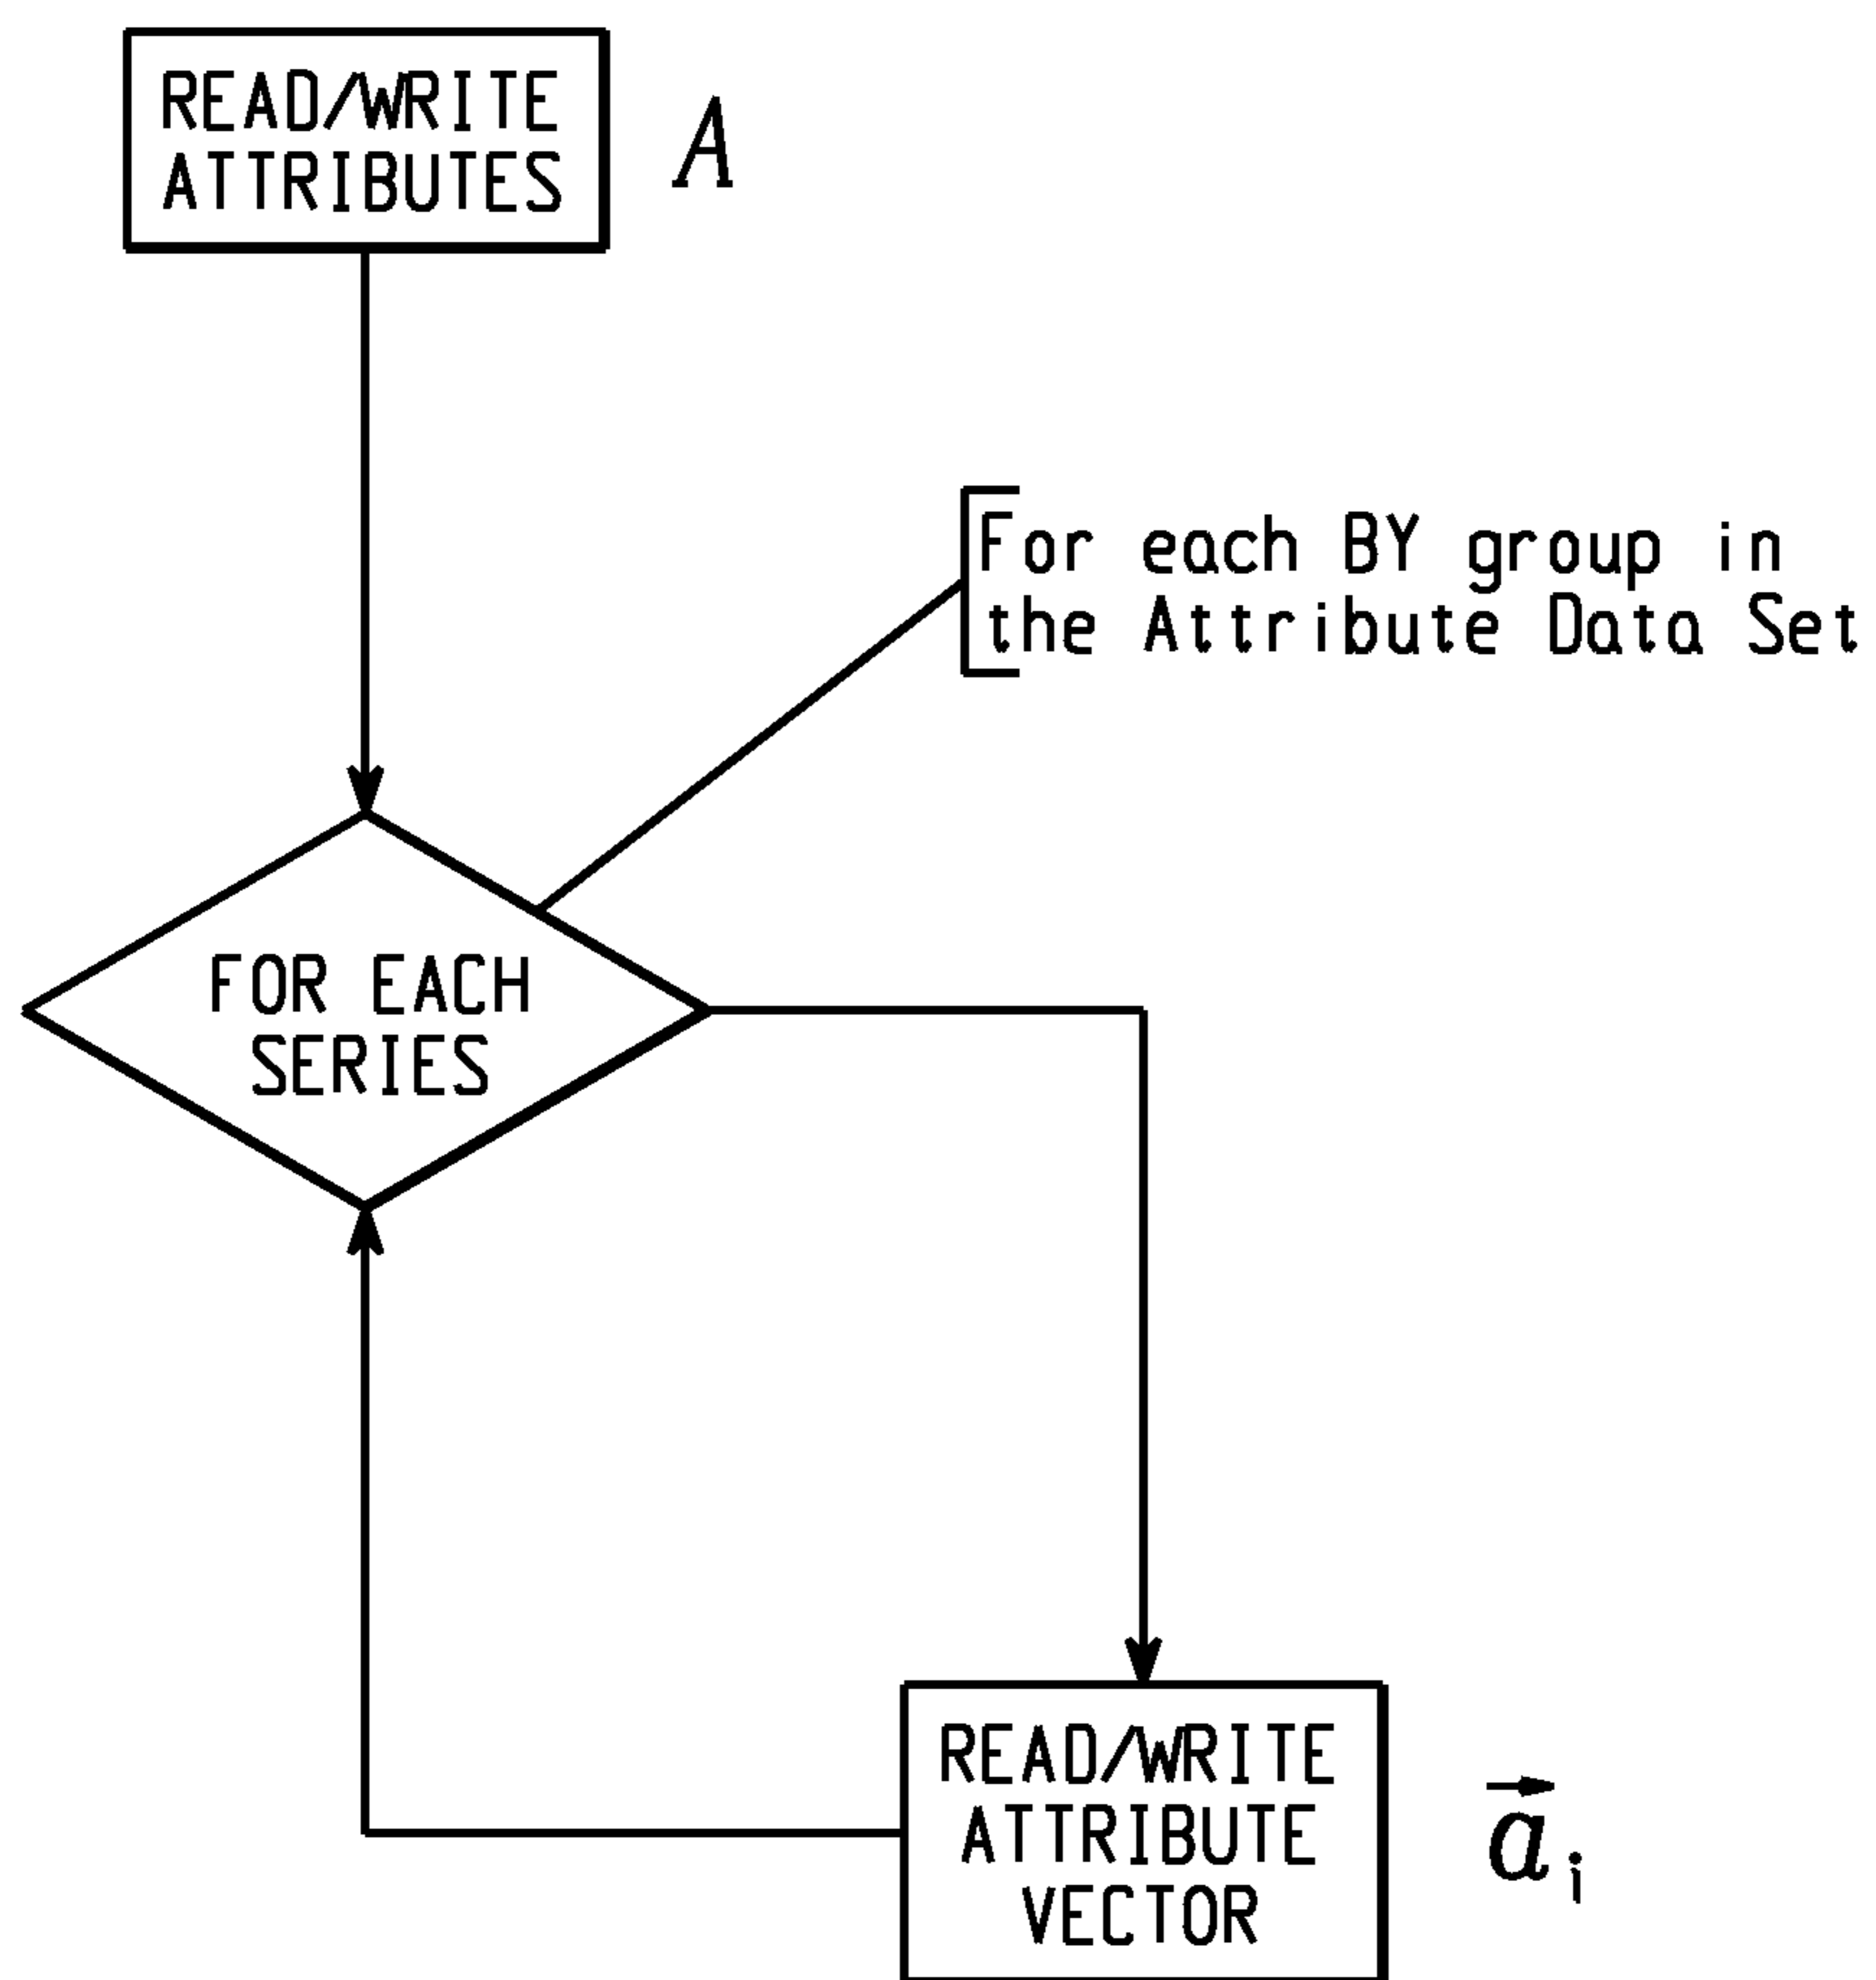 READ/WRITE
ATTRIBUTES
A
For each BY group in
the Attribute Data Set
FOR EACH
SERIES
READ/WRITE
ATTRIBUTE
VECTOR
a⃗ᵢ